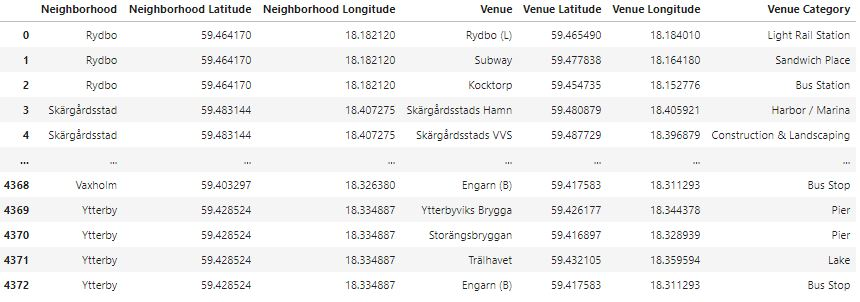 Neighborhood Neighborhood Latitude Neighborhood Longitude Venue Venue Latitude Venue Longitude Venue Category
0 Rydbo 59.464170 18.182120 Rydbo (L) 59.465490 18.184010 Light Rail Station
1 Rydbo 59.464170 18.182120 Subway 59.477838 18.164180 Sandwich Place
2 Rydbo 59.464170 18.182120 Kocktorp 59.454735 18.152776 Bus Station
3 Skärgårdsstad 59.483144 18.407275 Skärgårdsstads Hamn 59.480879 18.405921 Harbor / Marina
4 Skärgårdsstad 59.483144 18.407275 Skärgårdsstads VVS 59.487729 18.396879 Construction & Landscaping
... ... ... ... ... ... ... ...
4368 Vaxholm 59.403297 18.326380 Engarn (B) 59.417583 18.311293 Bus Stop
4369 Ytterby 59.428524 18.334887 Ytterbyviks Brygga 59.426177 18.344378 Pier
4370 Ytterby 59.428524 18.334887 Storängsbryggan 59.416897 18.328939 Pier
4371 Ytterby 59.428524 18.334887 Trälhavet 59.432105 18.359594 Lake
4372 Ytterby 59.428524 18.334887 Engarn (B) 59.417583 18.311293 Bus Stop